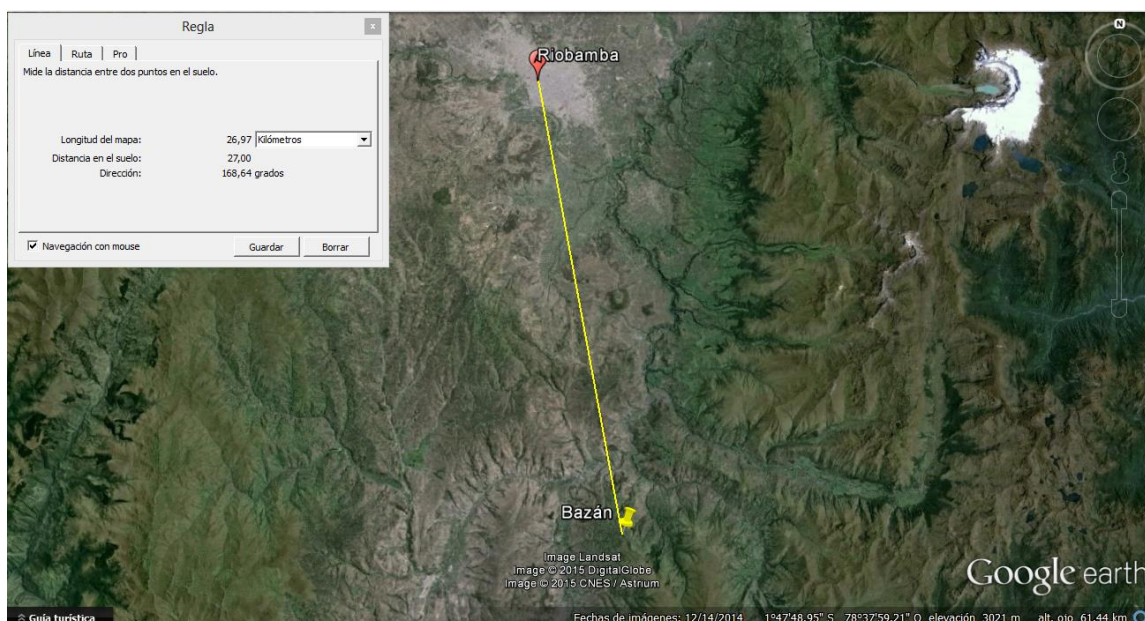 Regla
x
Línea Ruta Pro
Mide la distancia entre dos puntos en el suelo.
Longitud del mapa: 26,97 Kilómetros
Distancia en el suelo: 27,00
Dirección: 168,64 grados
Navegación con mouse Guardar Borrar
N
Riobamba
Bazán
Image Landsat
Image © 2015 DigitalGlobe
Image © 2015 CNES / Astrium
Google earth
Guía turística
Fechas de imágenes: 12/14/2014 1°47'48.95" S 78°37'59.21" O elevación 3021 m alt. ojo 61.44 km